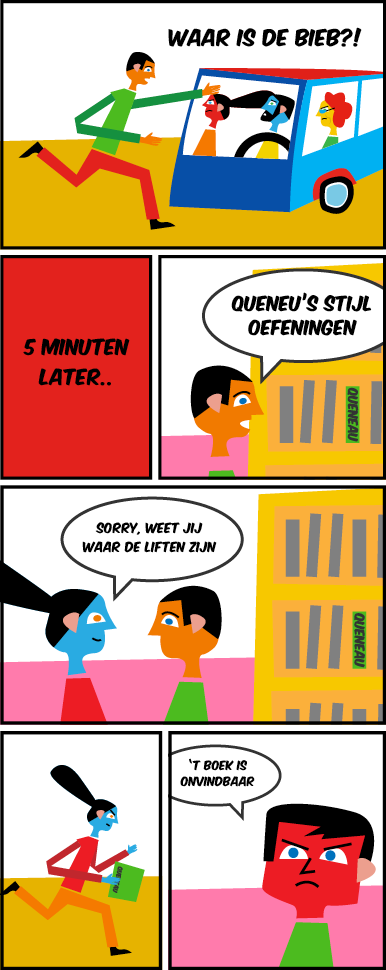 WAAR IS DE BIEB?!
5 MINUTEN
LATER..
QUENEU'S STIJL
OEFENINGEN
QUENEAU
SORRY, WEET JIJ
WAAR DE LIFTEN ZIJN
QUENEAU
'T BOEK IS
ONVINDBAAR